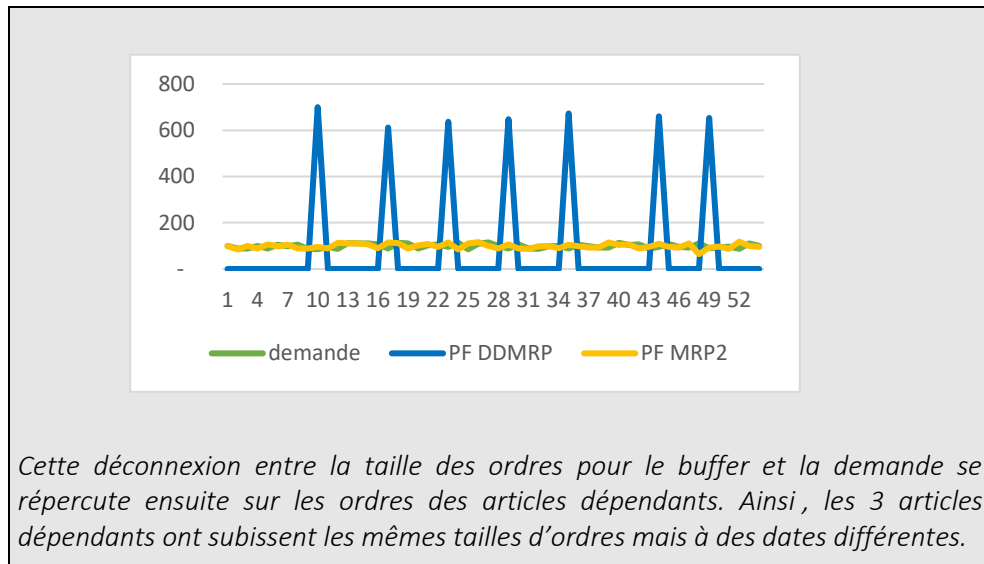 800
600
400
200
-
1 4 7 10 13 16 19 22 25 28 31 34 37 40 43 46 49 52
demande PF DDMRP PF MRP2
Cette déconnexion entre la taille des ordres pour le buffer et la demande se
répercute ensuite sur les ordres des articles dépendants. Ainsi , les 3 articles
dépendants ont subissent les mêmes tailles d’ordres mais à des dates différentes.